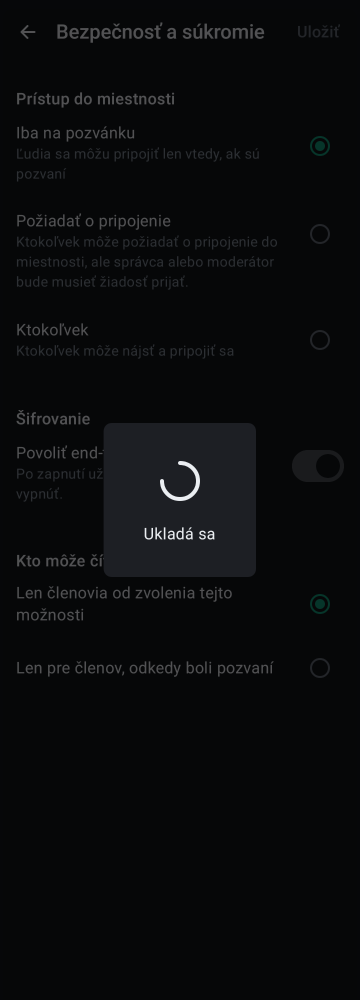 Bezpečnosť a súkromie
Uložiť
Prístup do miestnosti
Iba na pozvánku
Ľudia sa môžu pripojiť len vtedy, ak sú
pozvaní
Požiadať o pripojenie
Ktokoľvek môže požiadať o pripojenie do
miestnosti, ale správca alebo moderátor
bude musieť žiadosť prijať.
Ktokoľvek
Ktokoľvek môže nájsť a pripojiť sa
Šifrovanie
Povoliť end-
Po zapnutí už
vypnúť.
Ukladá sa
Kto môže čí
Len členovia od zvolenia tejto
možnosti
Len pre členov, odkedy boli pozvaní